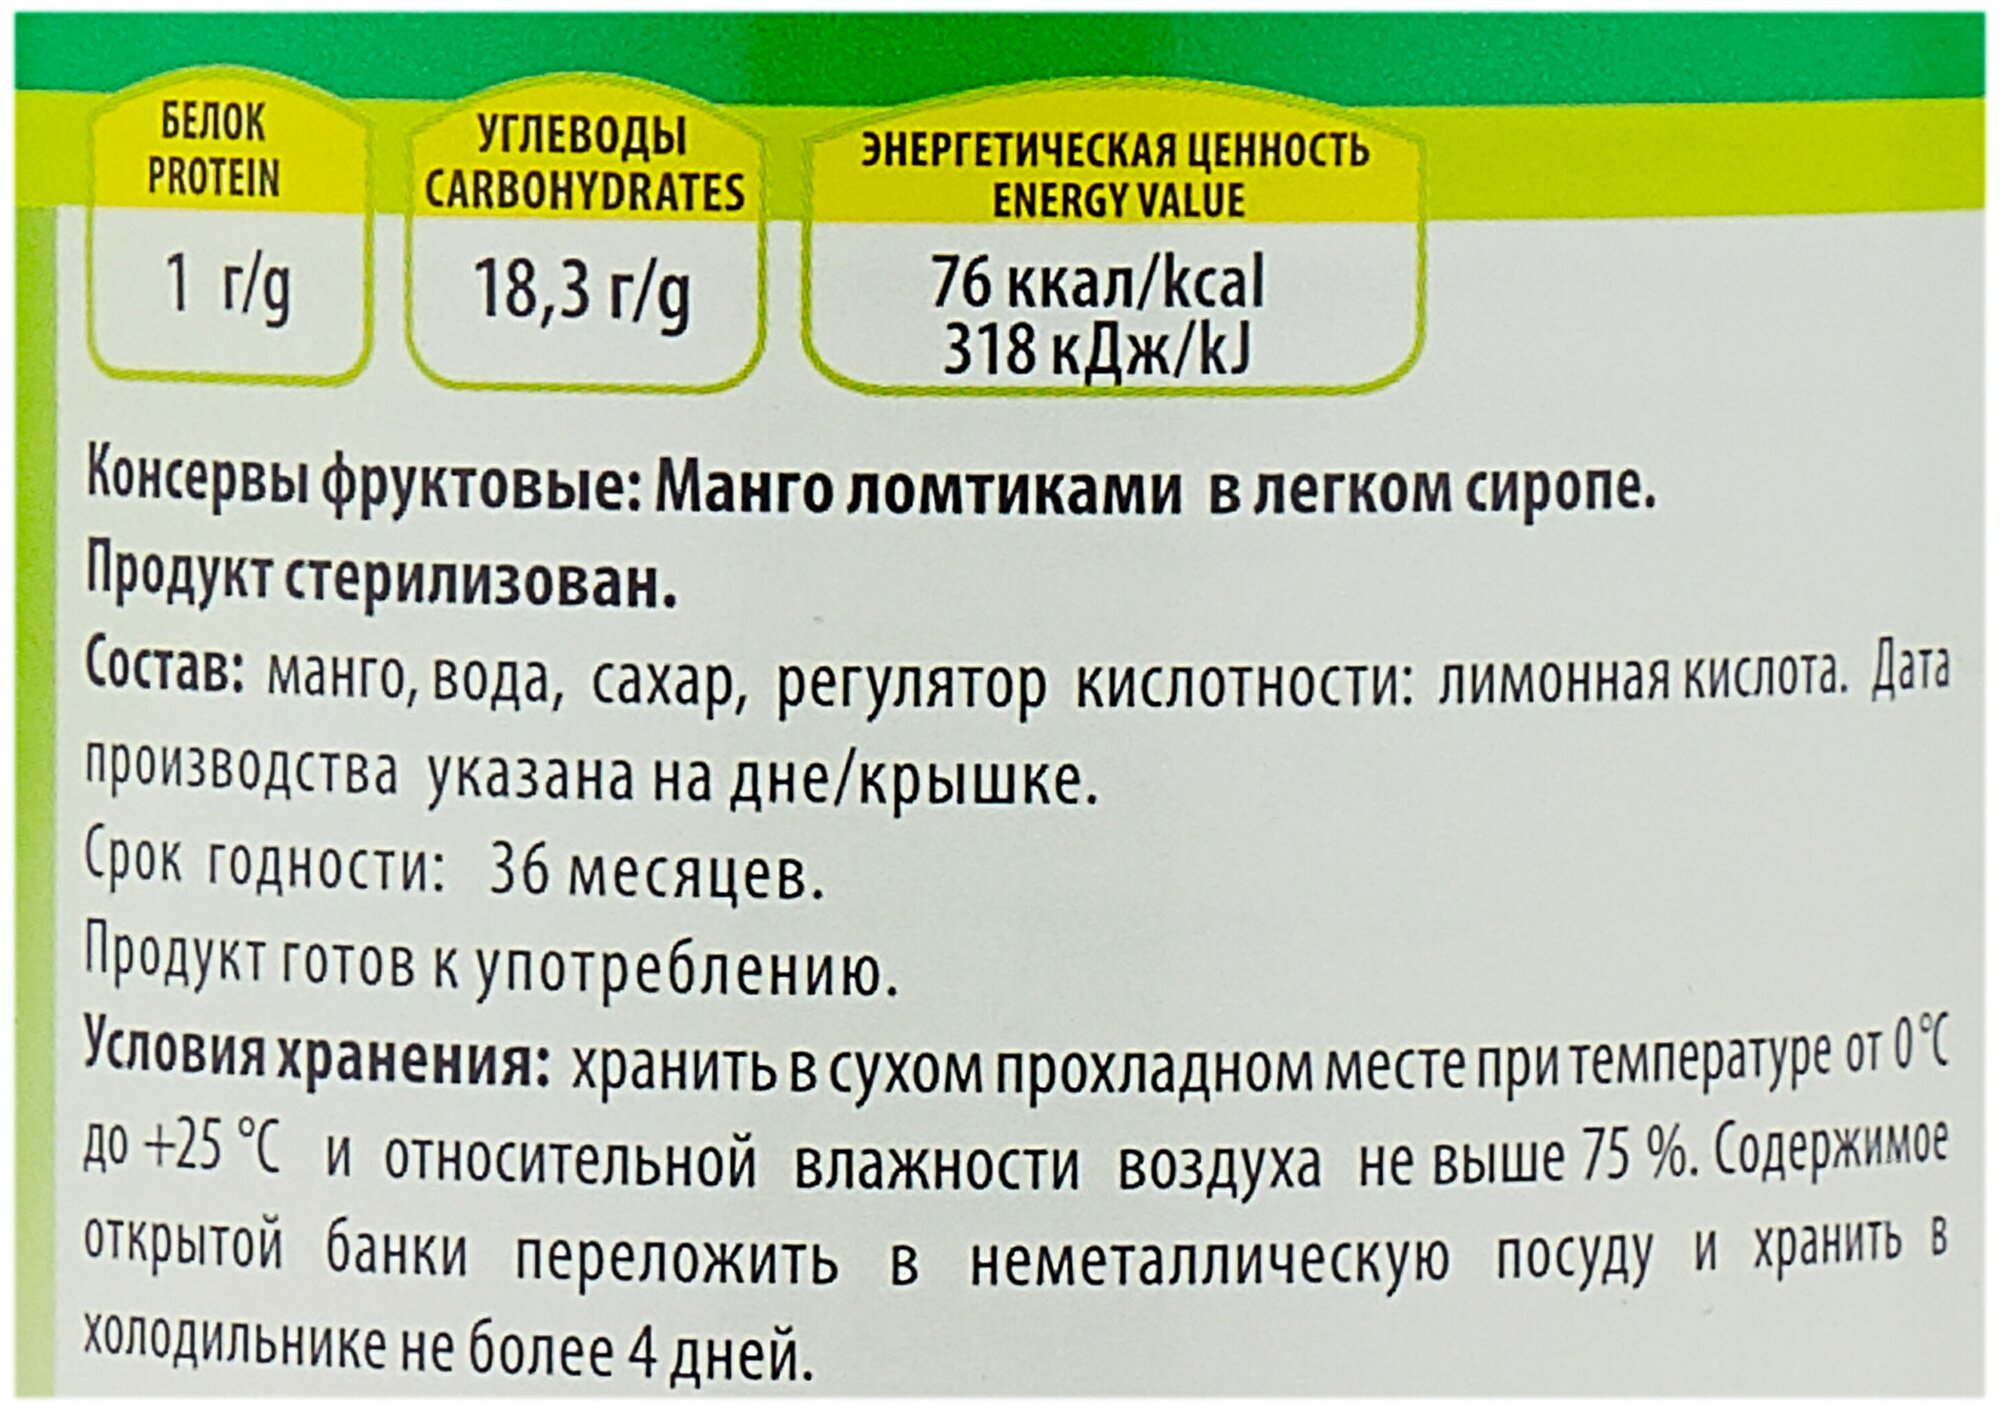 БЕЛОК
PROTEIN
1 г/g
УГЛЕВОДЫ
CARBOHYDRATES
18,3 г/g
ЭНЕРГЕТИЧЕСКАЯ ЦЕННОСТЬ
ENERGY VALUE
76 ккал/kcal
318 кДж/kJ
Консервы фруктовые: Манго ломтиками в легком сиропе.
Продукт стерилизован.
Состав: манго, вода, сахар, регулятор кислотности: лимонная кислота. Дата
производства указана на дне/крышке.
Срок годности: 36 месяцев.
Продукт готов к употреблению.
Условия хранения: хранить в сухом прохладном месте при температуре от 0 °C
до +25 °C и относительной влажности воздуха не выше 75 %. Содержимое
открытой банки переложить в неметаллическую посуду и хранить в
холодильнике не более 4 дней.